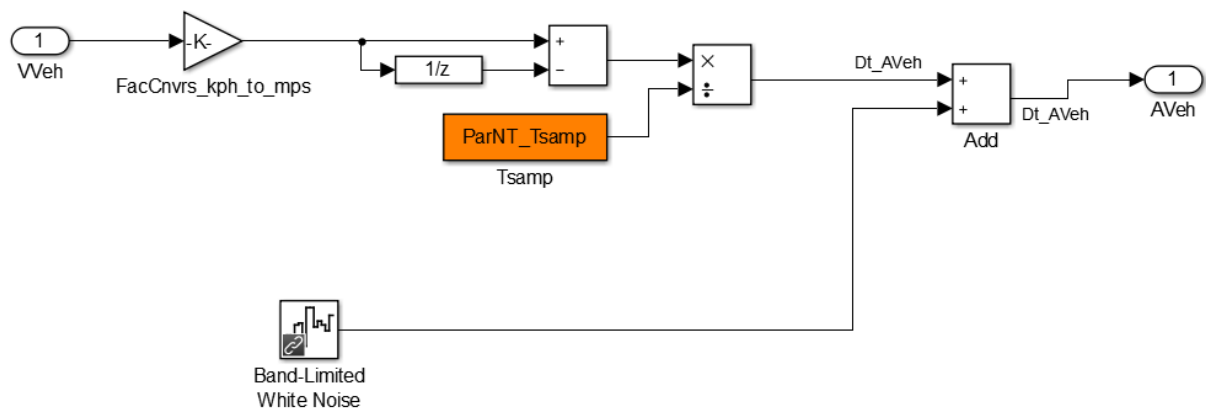 1
VVeh
-K-
FacCnvrs_kph_to_mps
1/z
+
−
×
÷
ParNT_Tsamp
Tsamp
Dt_AVeh
+
+
Add
Dt_AVeh
1
AVeh
Band-Limited
White Noise